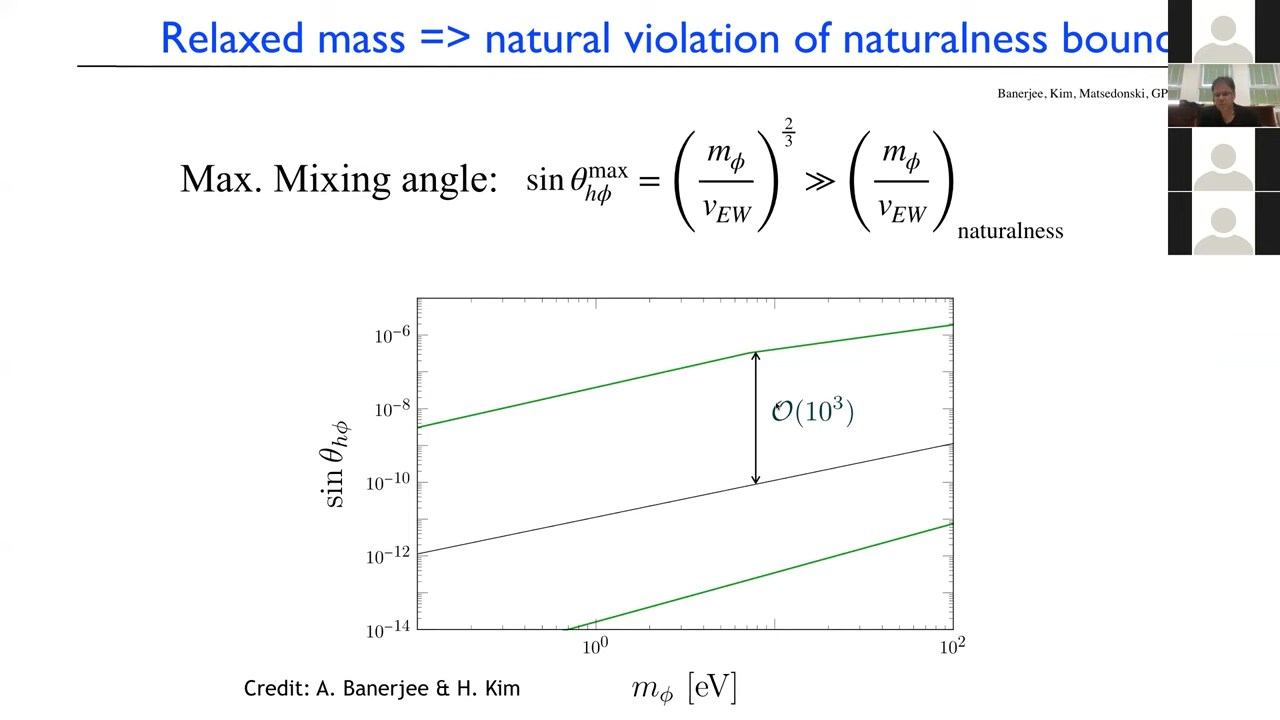 Relaxed mass => natural violation of naturalness boun
Banerjee, Kim, Matsedonski, GP
Max. Mixing angle: sin θ_{hϕ}^{max} = (m_ϕ / v_{EW})^{2/3} ≫ (m_ϕ / v_{EW})_{naturalness}
10^{-6}
10^{-8}
10^{-10}
10^{-12}
10^{-14}
sin θ_{hϕ}
𝒪(10^3)
10^0
10^2
m_ϕ [eV]
Credit: A. Banerjee & H. Kim